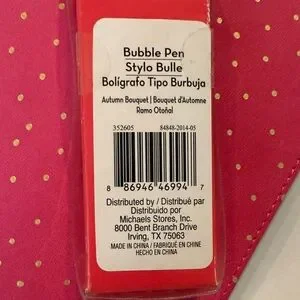 Bubble Pen
Stylo Bulle
Bolígrafo Tipo Burbuja
Autumn Bouquet | Bouquet d'Automne
Ramo Otoñal
352605 84848-2014-05
8 86946 46994 7
Distributed by / Distribué par
Distribuido por
Michaels Stores, Inc.
8000 Bent Branch Drive
Irving, TX 75063
MADE IN CHINA / FABRIQUÉ EN CHINE
HECHO EN CHINA